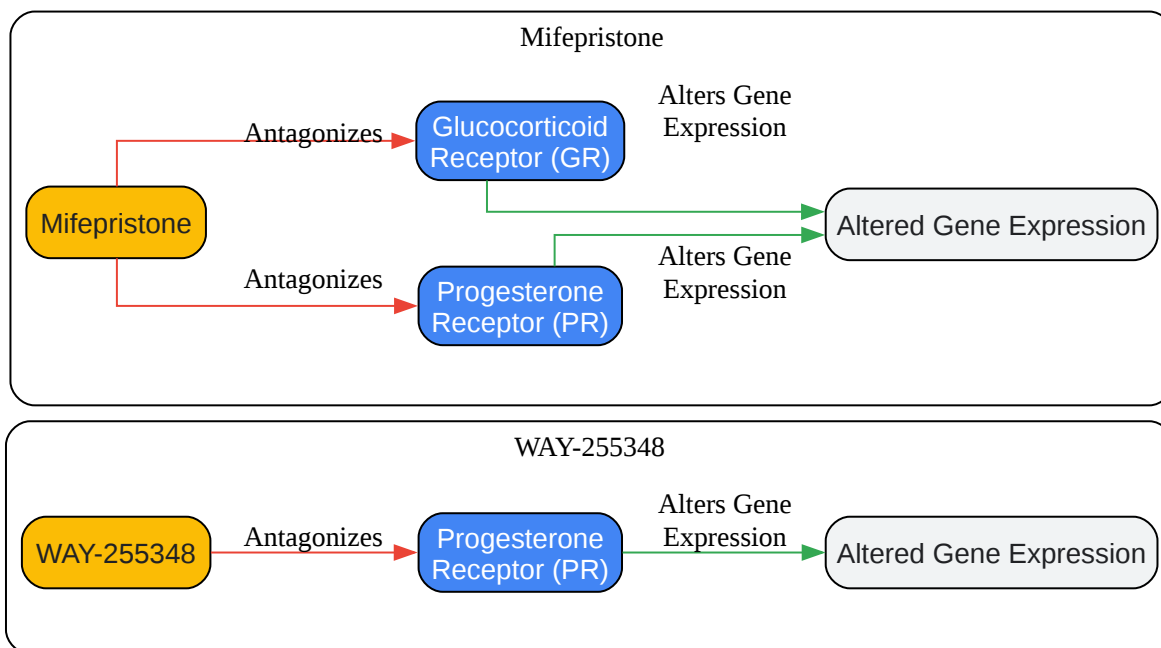 Mifepristone
Alters Gene
Expression
Antagonizes
Glucocorticoid
Receptor (GR)
Mifepristone
Altered Gene Expression
Antagonizes
Progesterone
Receptor (PR)
Alters Gene
Expression
WAY-255348
WAY-255348
Antagonizes
Progesterone
Receptor (PR)
Alters Gene
Expression
Altered Gene Expression